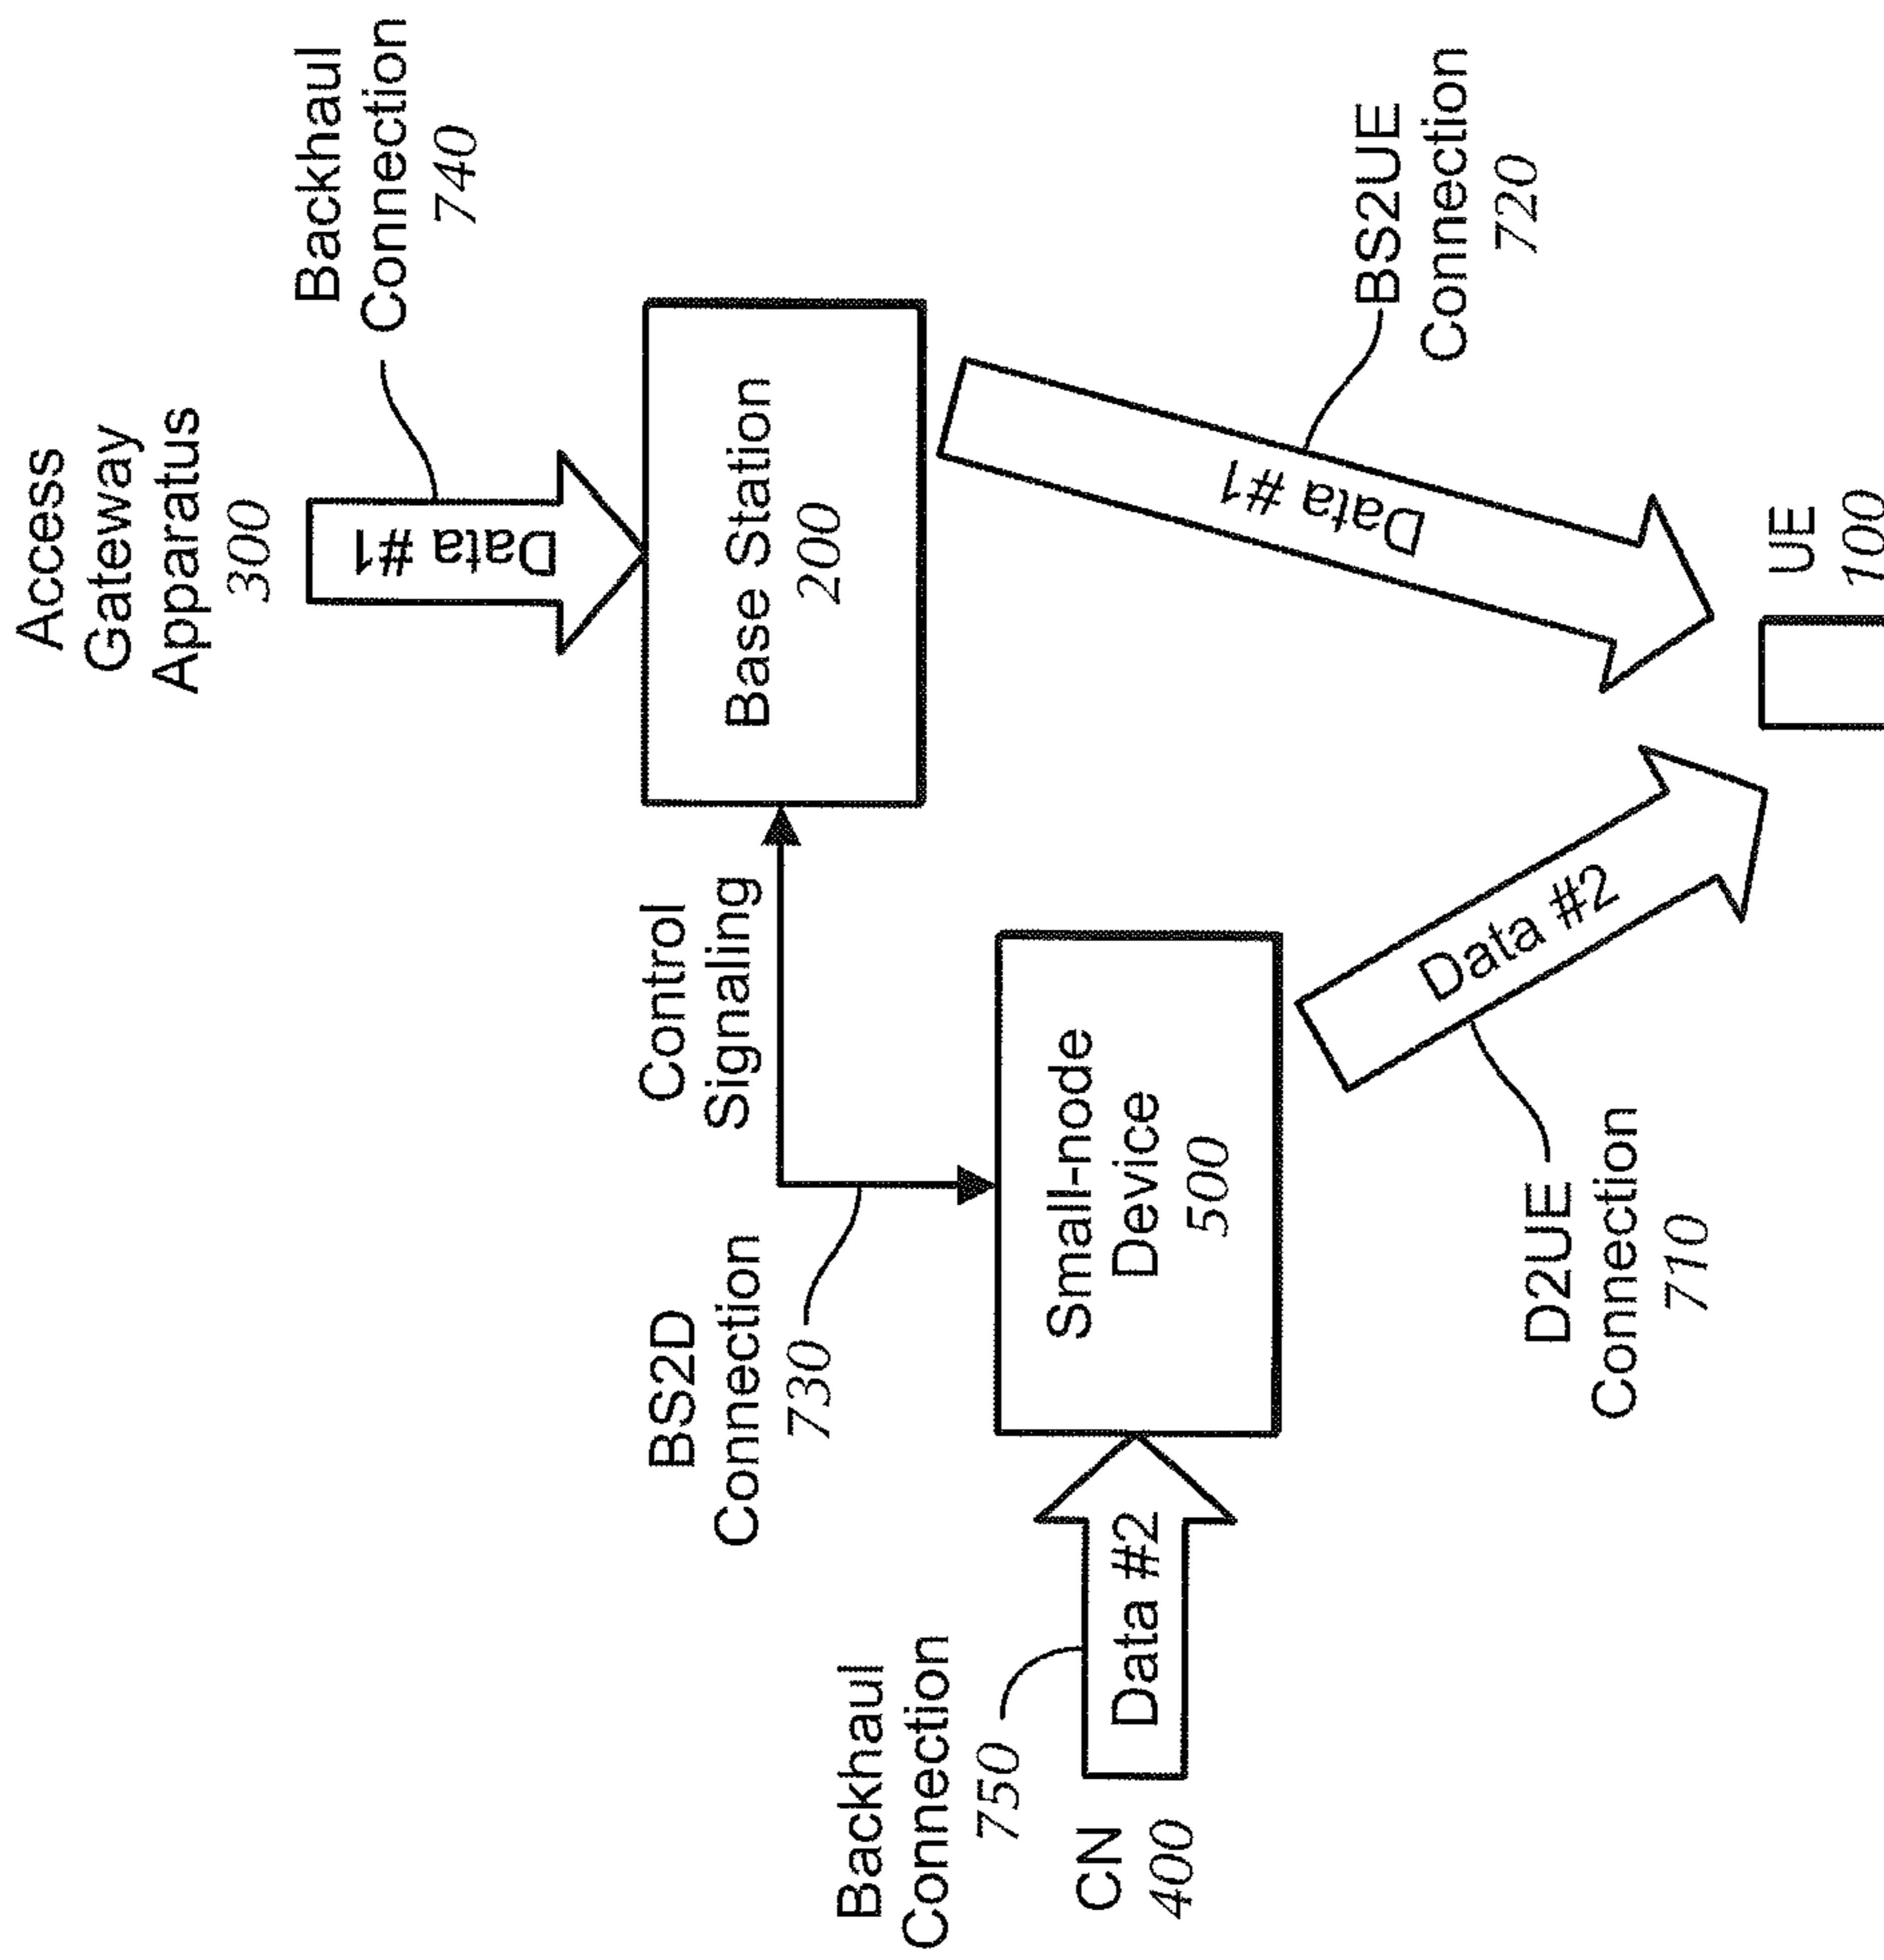 Access
Gateway
Apparatus
300
Backhaul
Connection
740
Data #1
Base Station
200
Control
Signaling
BS2D
Connection
730
Backhaul
Connection
750
CN
400
Data #2
Small-node
Device
500
Data #1
BS2UE
Connection
720
Data #2
D2UE
Connection
710
UE
100